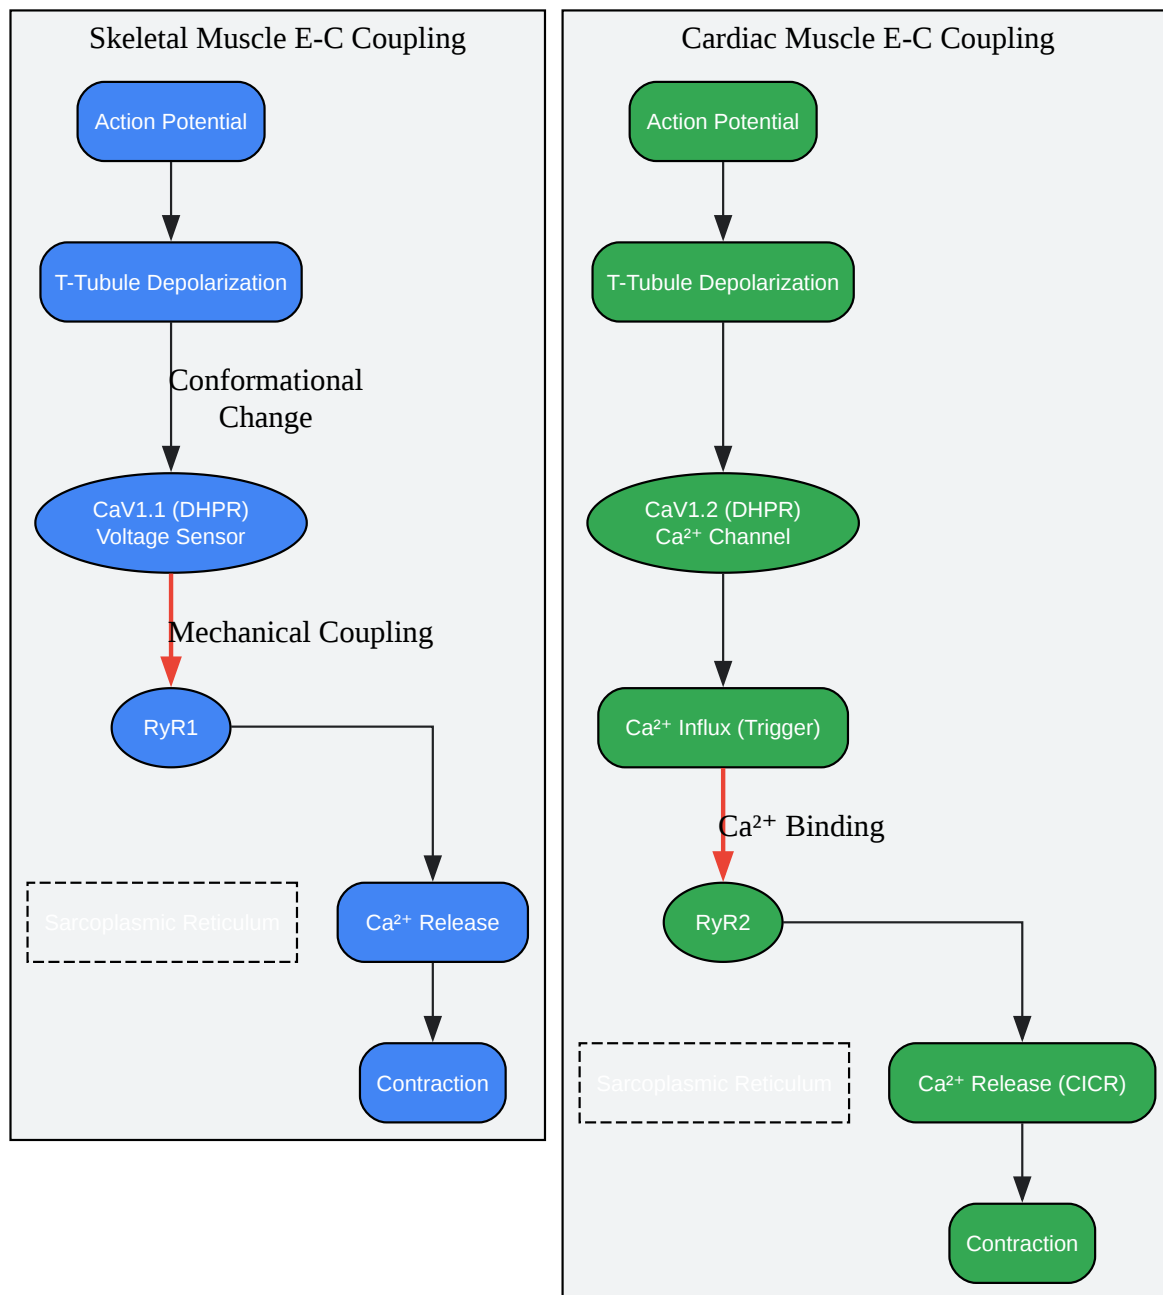 Skeletal Muscle E-C Coupling
Action Potential
T-Tubule Depolarization
Conformational
Change
CaV1.1 (DHPR)
Voltage Sensor
Mechanical Coupling
RyR1
Sarcoplasmic Reticulum
Ca²⁺ Release
Contraction
Cardiac Muscle E-C Coupling
Action Potential
T-Tubule Depolarization
CaV1.2 (DHPR)
Ca²⁺ Channel
Ca²⁺ Influx (Trigger)
Ca²⁺ Binding
RyR2
Sarcoplasmic Reticulum
Ca²⁺ Release (CICR)
Contraction